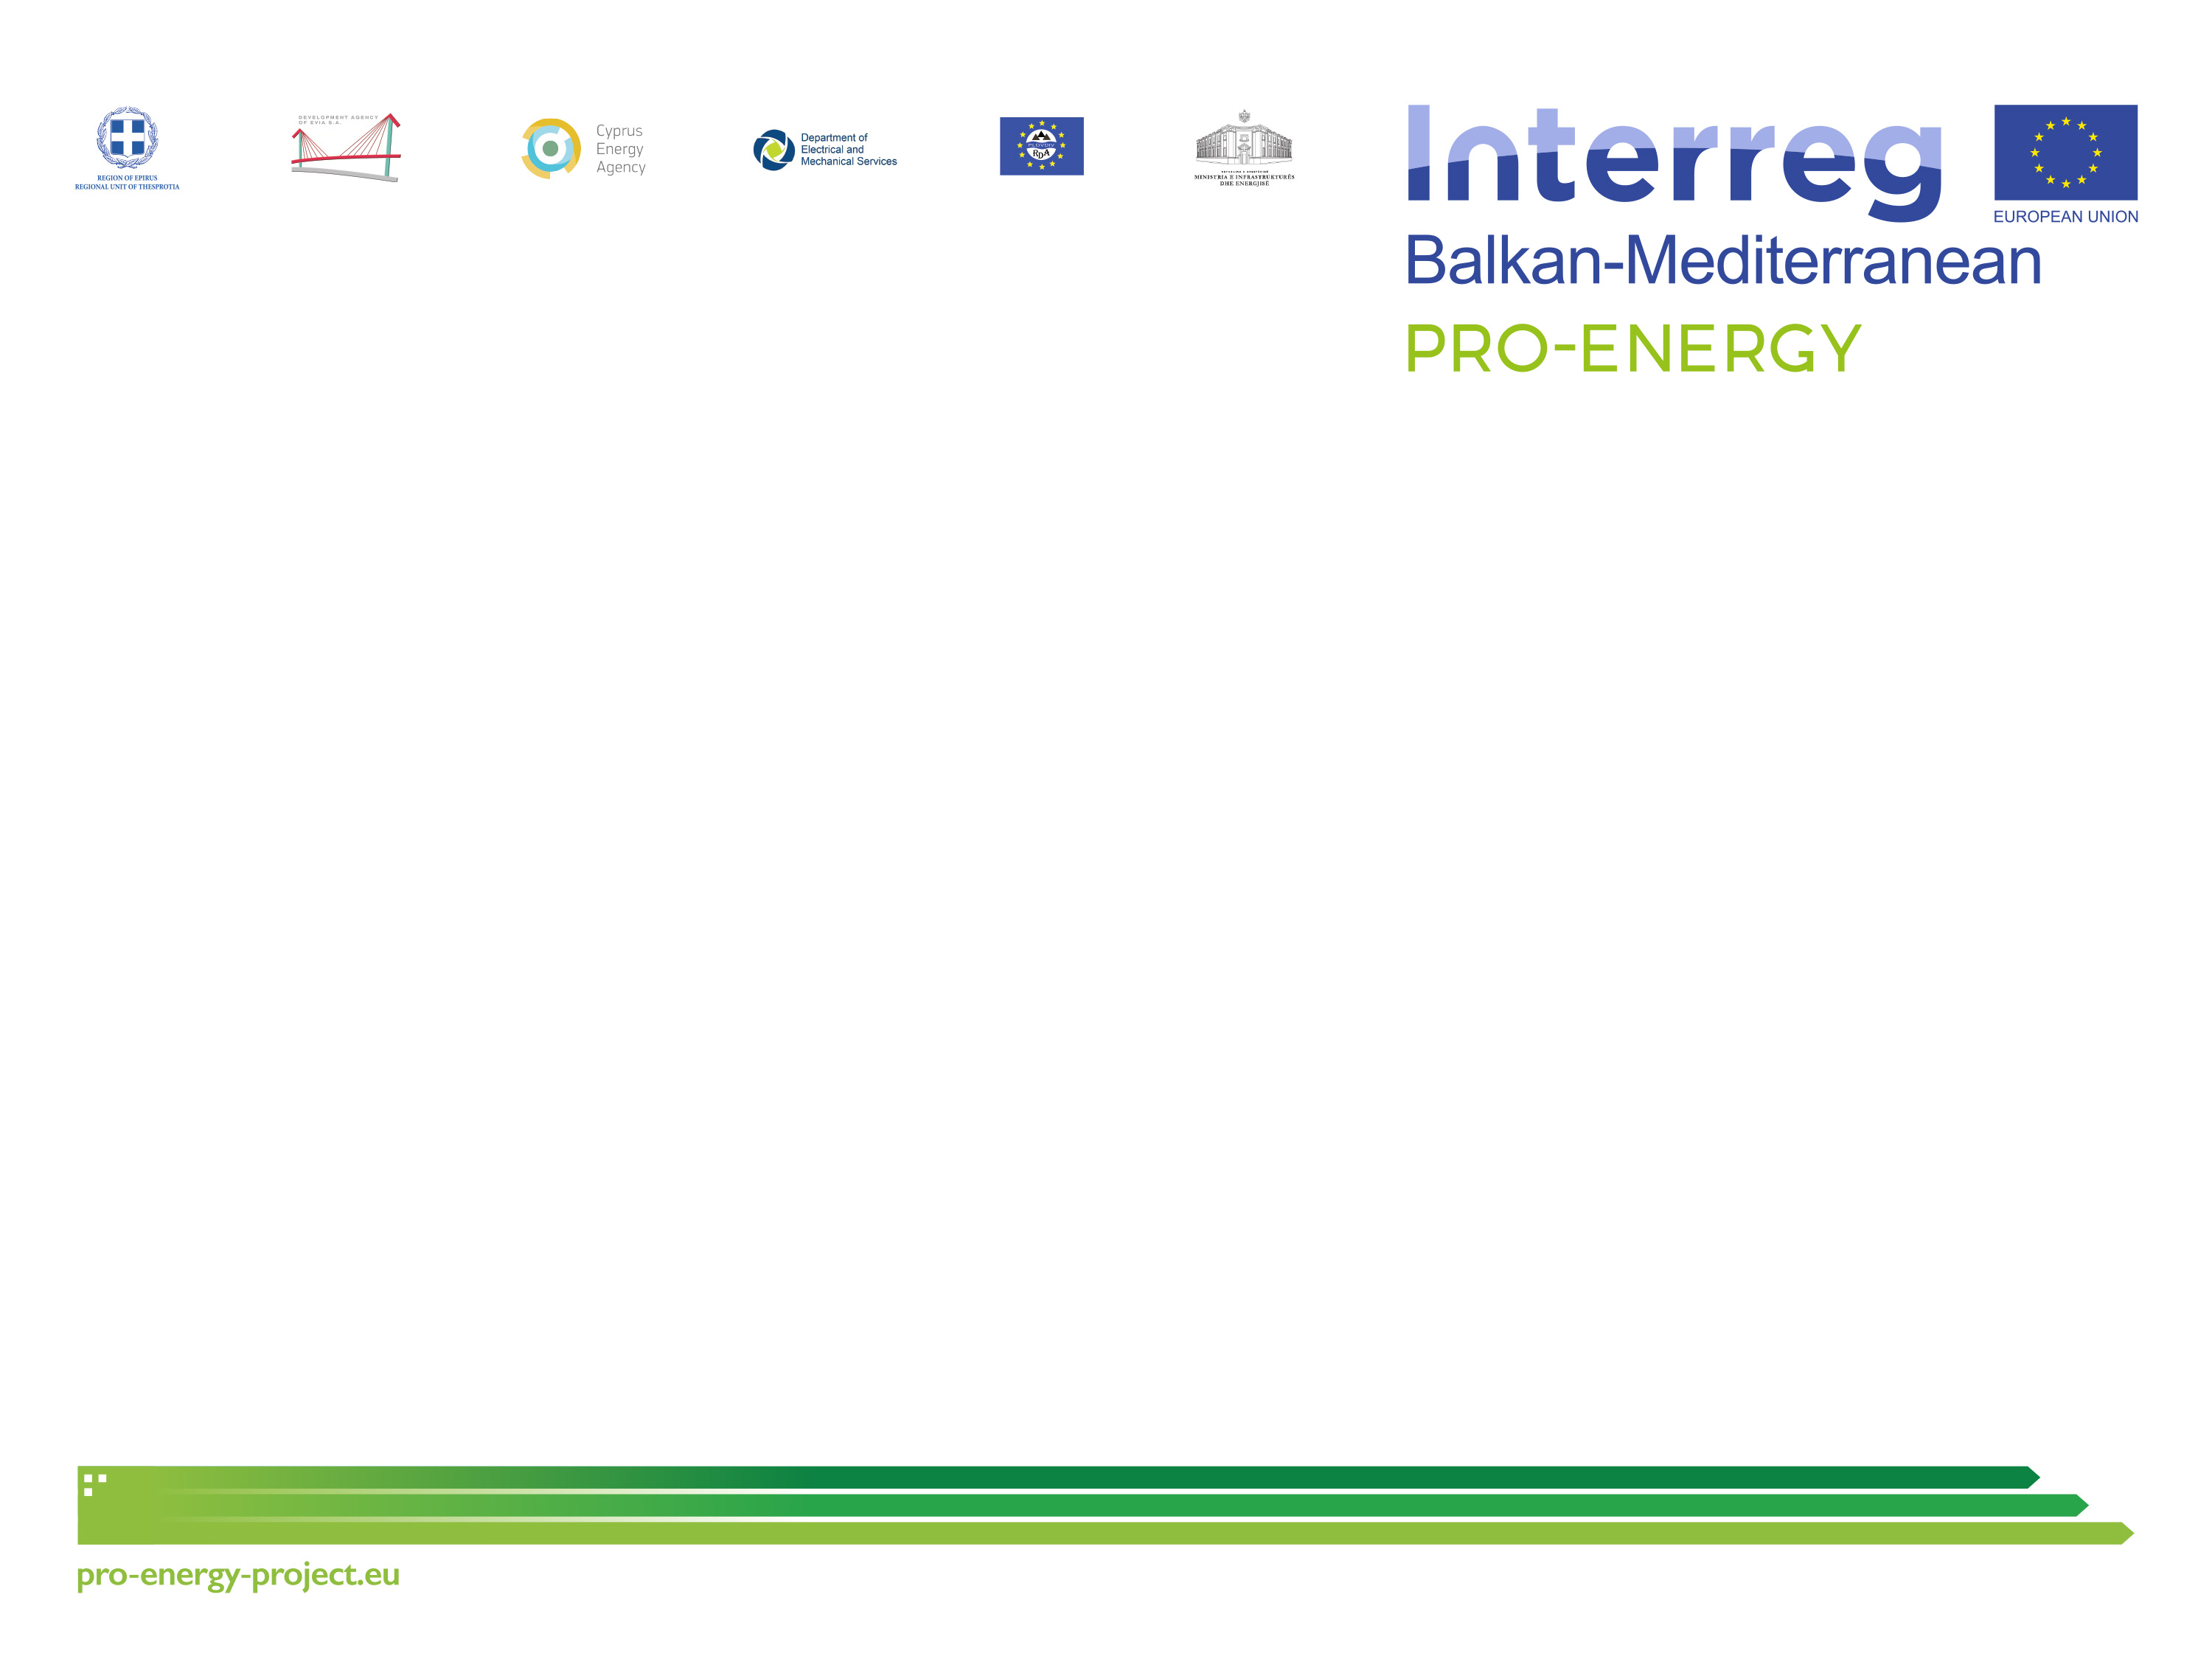 REGION OF EPIRUS
REGIONAL UNIT OF THESPROTIA
DEVELOPMENT AGENCY
OF EVIA S.A.
Cyprus
Energy
Agency
Department of
Electrical and
Mechanical Services
PLOVDIV
RDA
MINISTRIA E INFRASTRUKTURËS
DHE ENERGJISË
Interreg
EUROPEAN UNION
Balkan-Mediterranean
PRO-ENERGY
pro-energy-project.eu